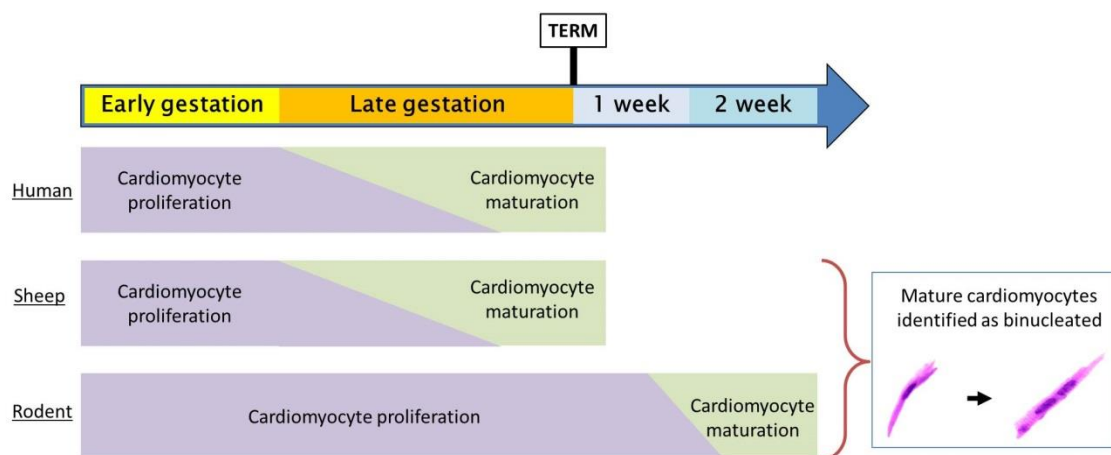 TERM
Early gestation Late gestation 1 week 2 week
Human
Cardiomyocyte
proliferation
Cardiomyocyte
maturation
Sheep
Cardiomyocyte
proliferation
Cardiomyocyte
maturation
Rodent
Cardiomyocyte proliferation
Cardiomyocyte
maturation
Mature cardiomyocytes
identified as binucleated